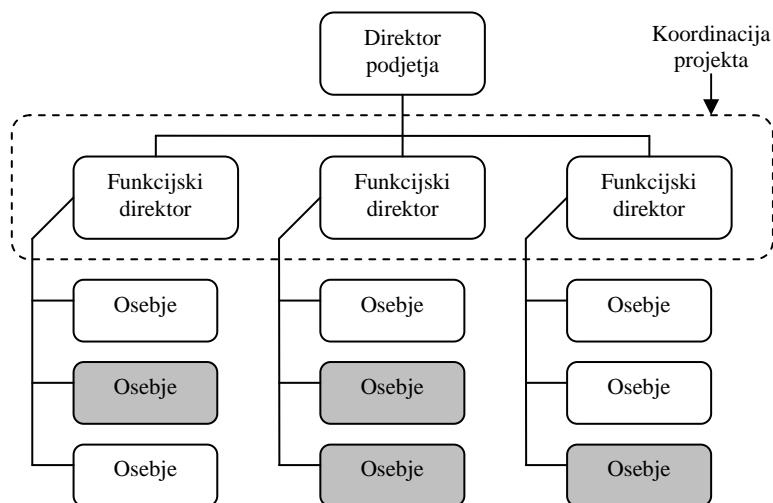 Direktor
podjetja
Koordinacija
projekta
Funkcijski
direktor
Funkcijski
direktor
Funkcijski
direktor
Osebje
Osebje
Osebje
Osebje
Osebje
Osebje
Osebje
Osebje
Osebje